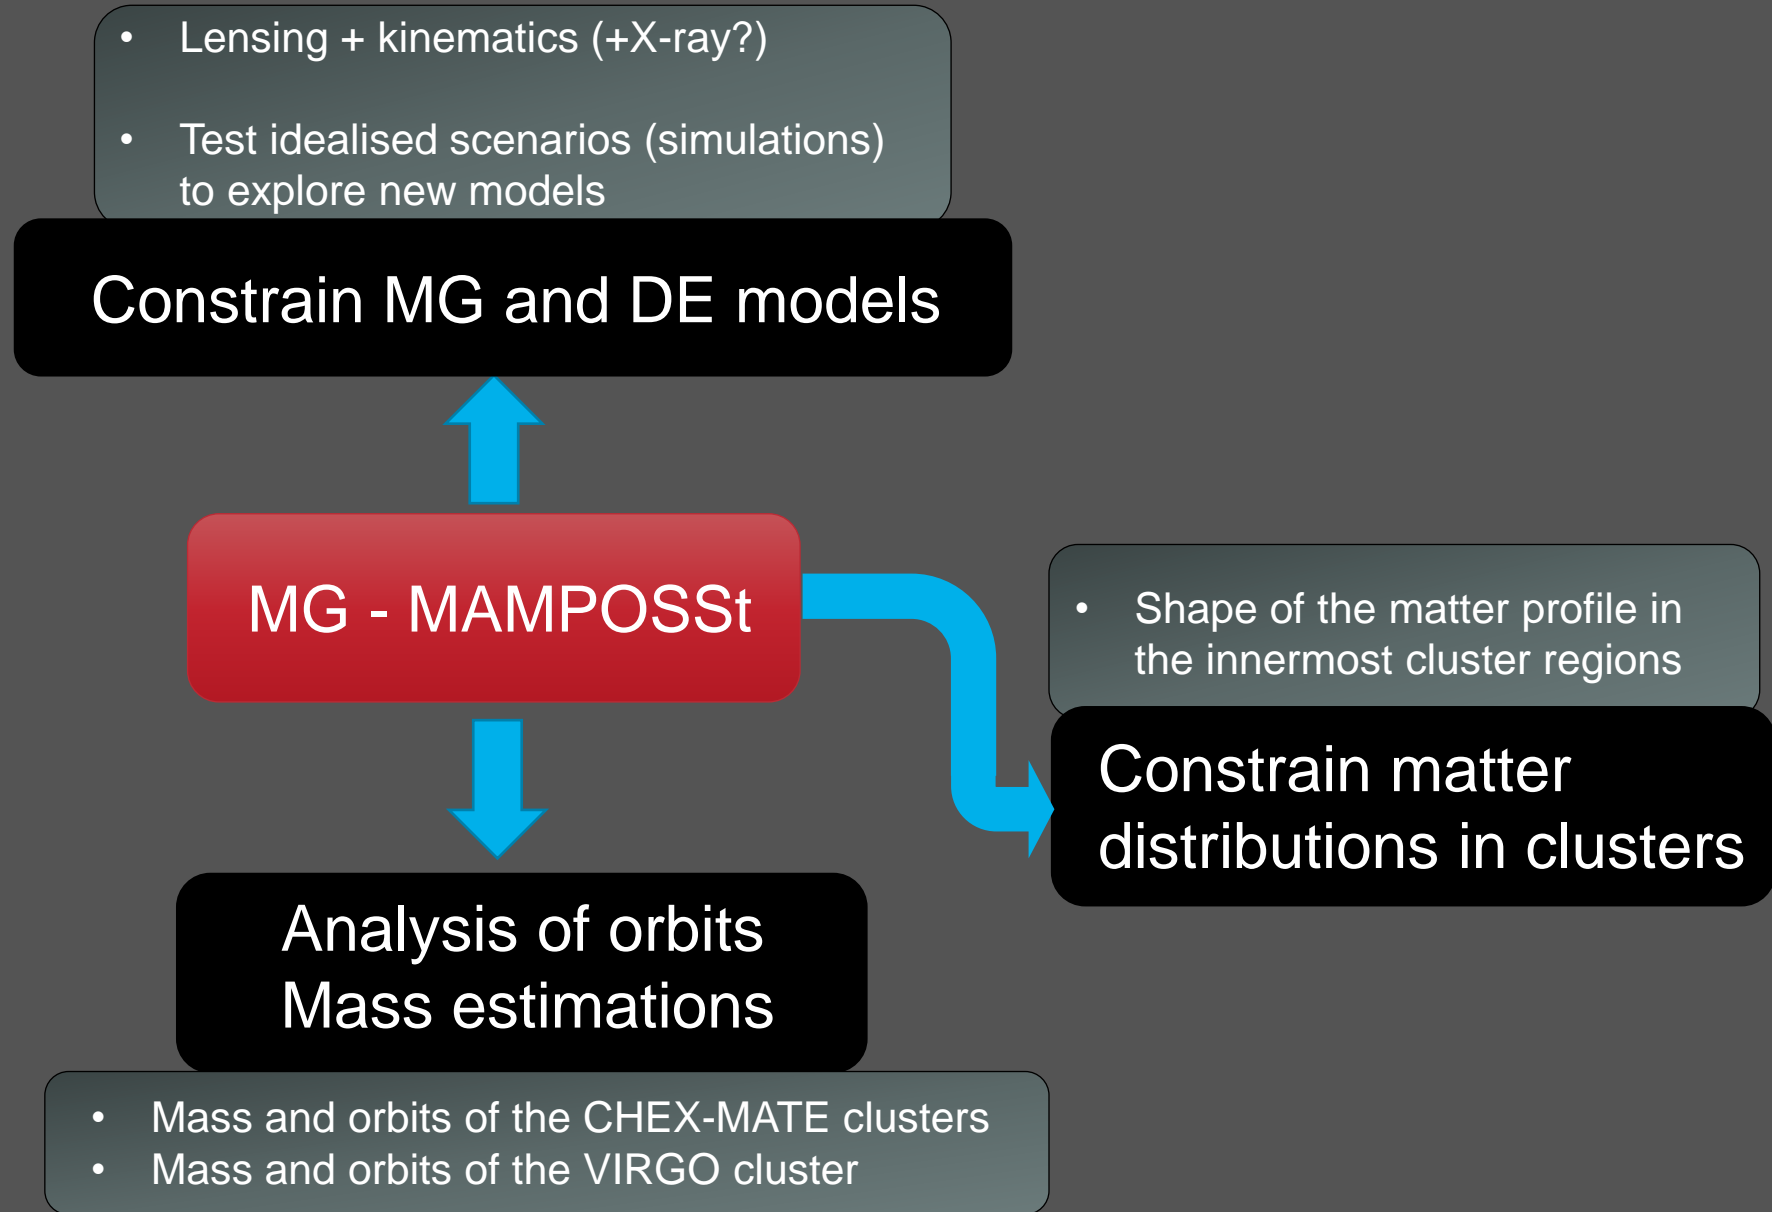 • Lensing + kinematics (+X-ray?)
• Test idealised scenarios (simulations)
to explore new models
Constrain MG and DE models
MG - MAMPOSSt
• Shape of the matter profile in
the innermost cluster regions
Constrain matter
distributions in clusters
Analysis of orbits
Mass estimations
• Mass and orbits of the CHEX-MATE clusters
• Mass and orbits of the VIRGO cluster